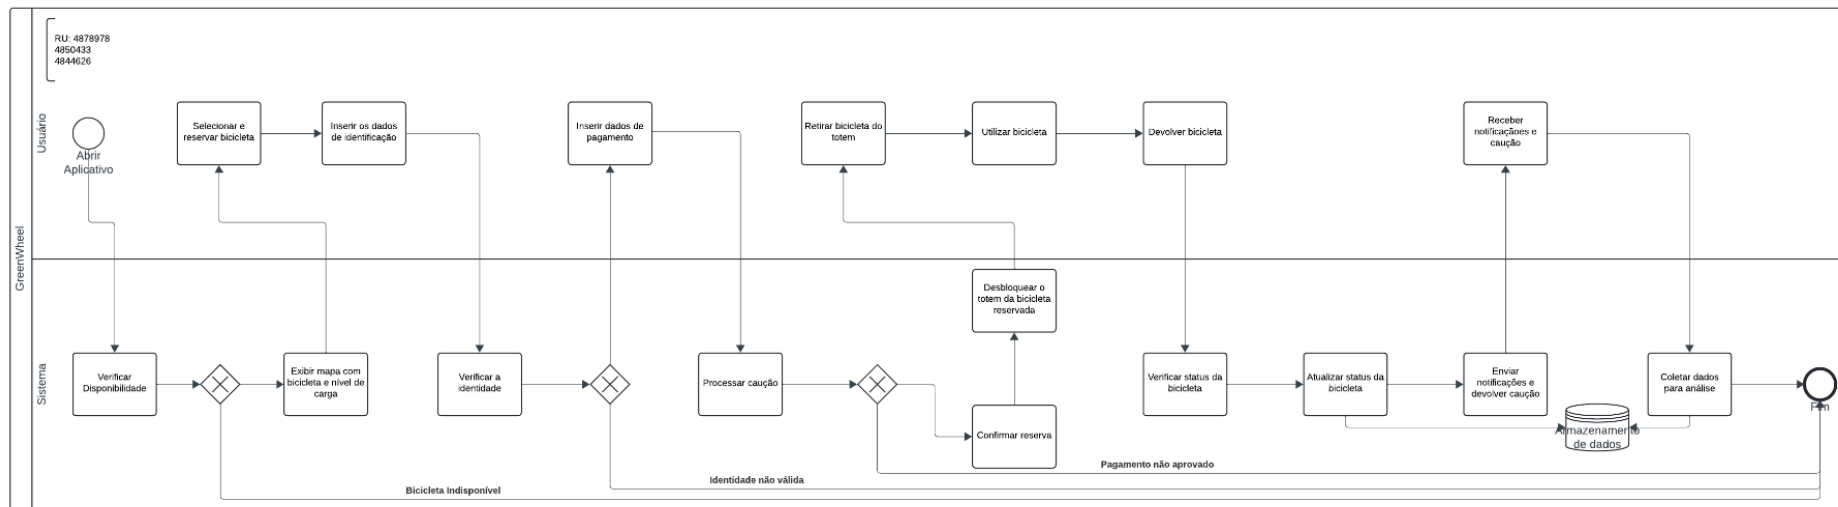 GreenWheel
RU: 4878978
4850433
4844626
Usuário
Abrir
Aplicativo
Selecionar e
reservar bicicleta
Inserir os dados
de identificação
Inserir dados de
pagamento
Retirar bicicleta do
totem
Utilizar bicicleta
Devolver bicicleta
Receber
notificaçãoes e
caução
Sistema
Verificar
Disponibilidade
Exibir mapa com
bicicleta e nível de
carga
Verificar a
identidade
Processar caução
Desbloquear o
totem da bicicleta
reservada
Confirmar reserva
Verificar status da
bicicleta
Atualizar status da
bicicleta
Enviar
notificações e
devolver caução
Armazenamento
de dados
Coletar dados
para análise
Fim
Pagamento não aprovado
Identidade não válida
Bicicleta Indisponível